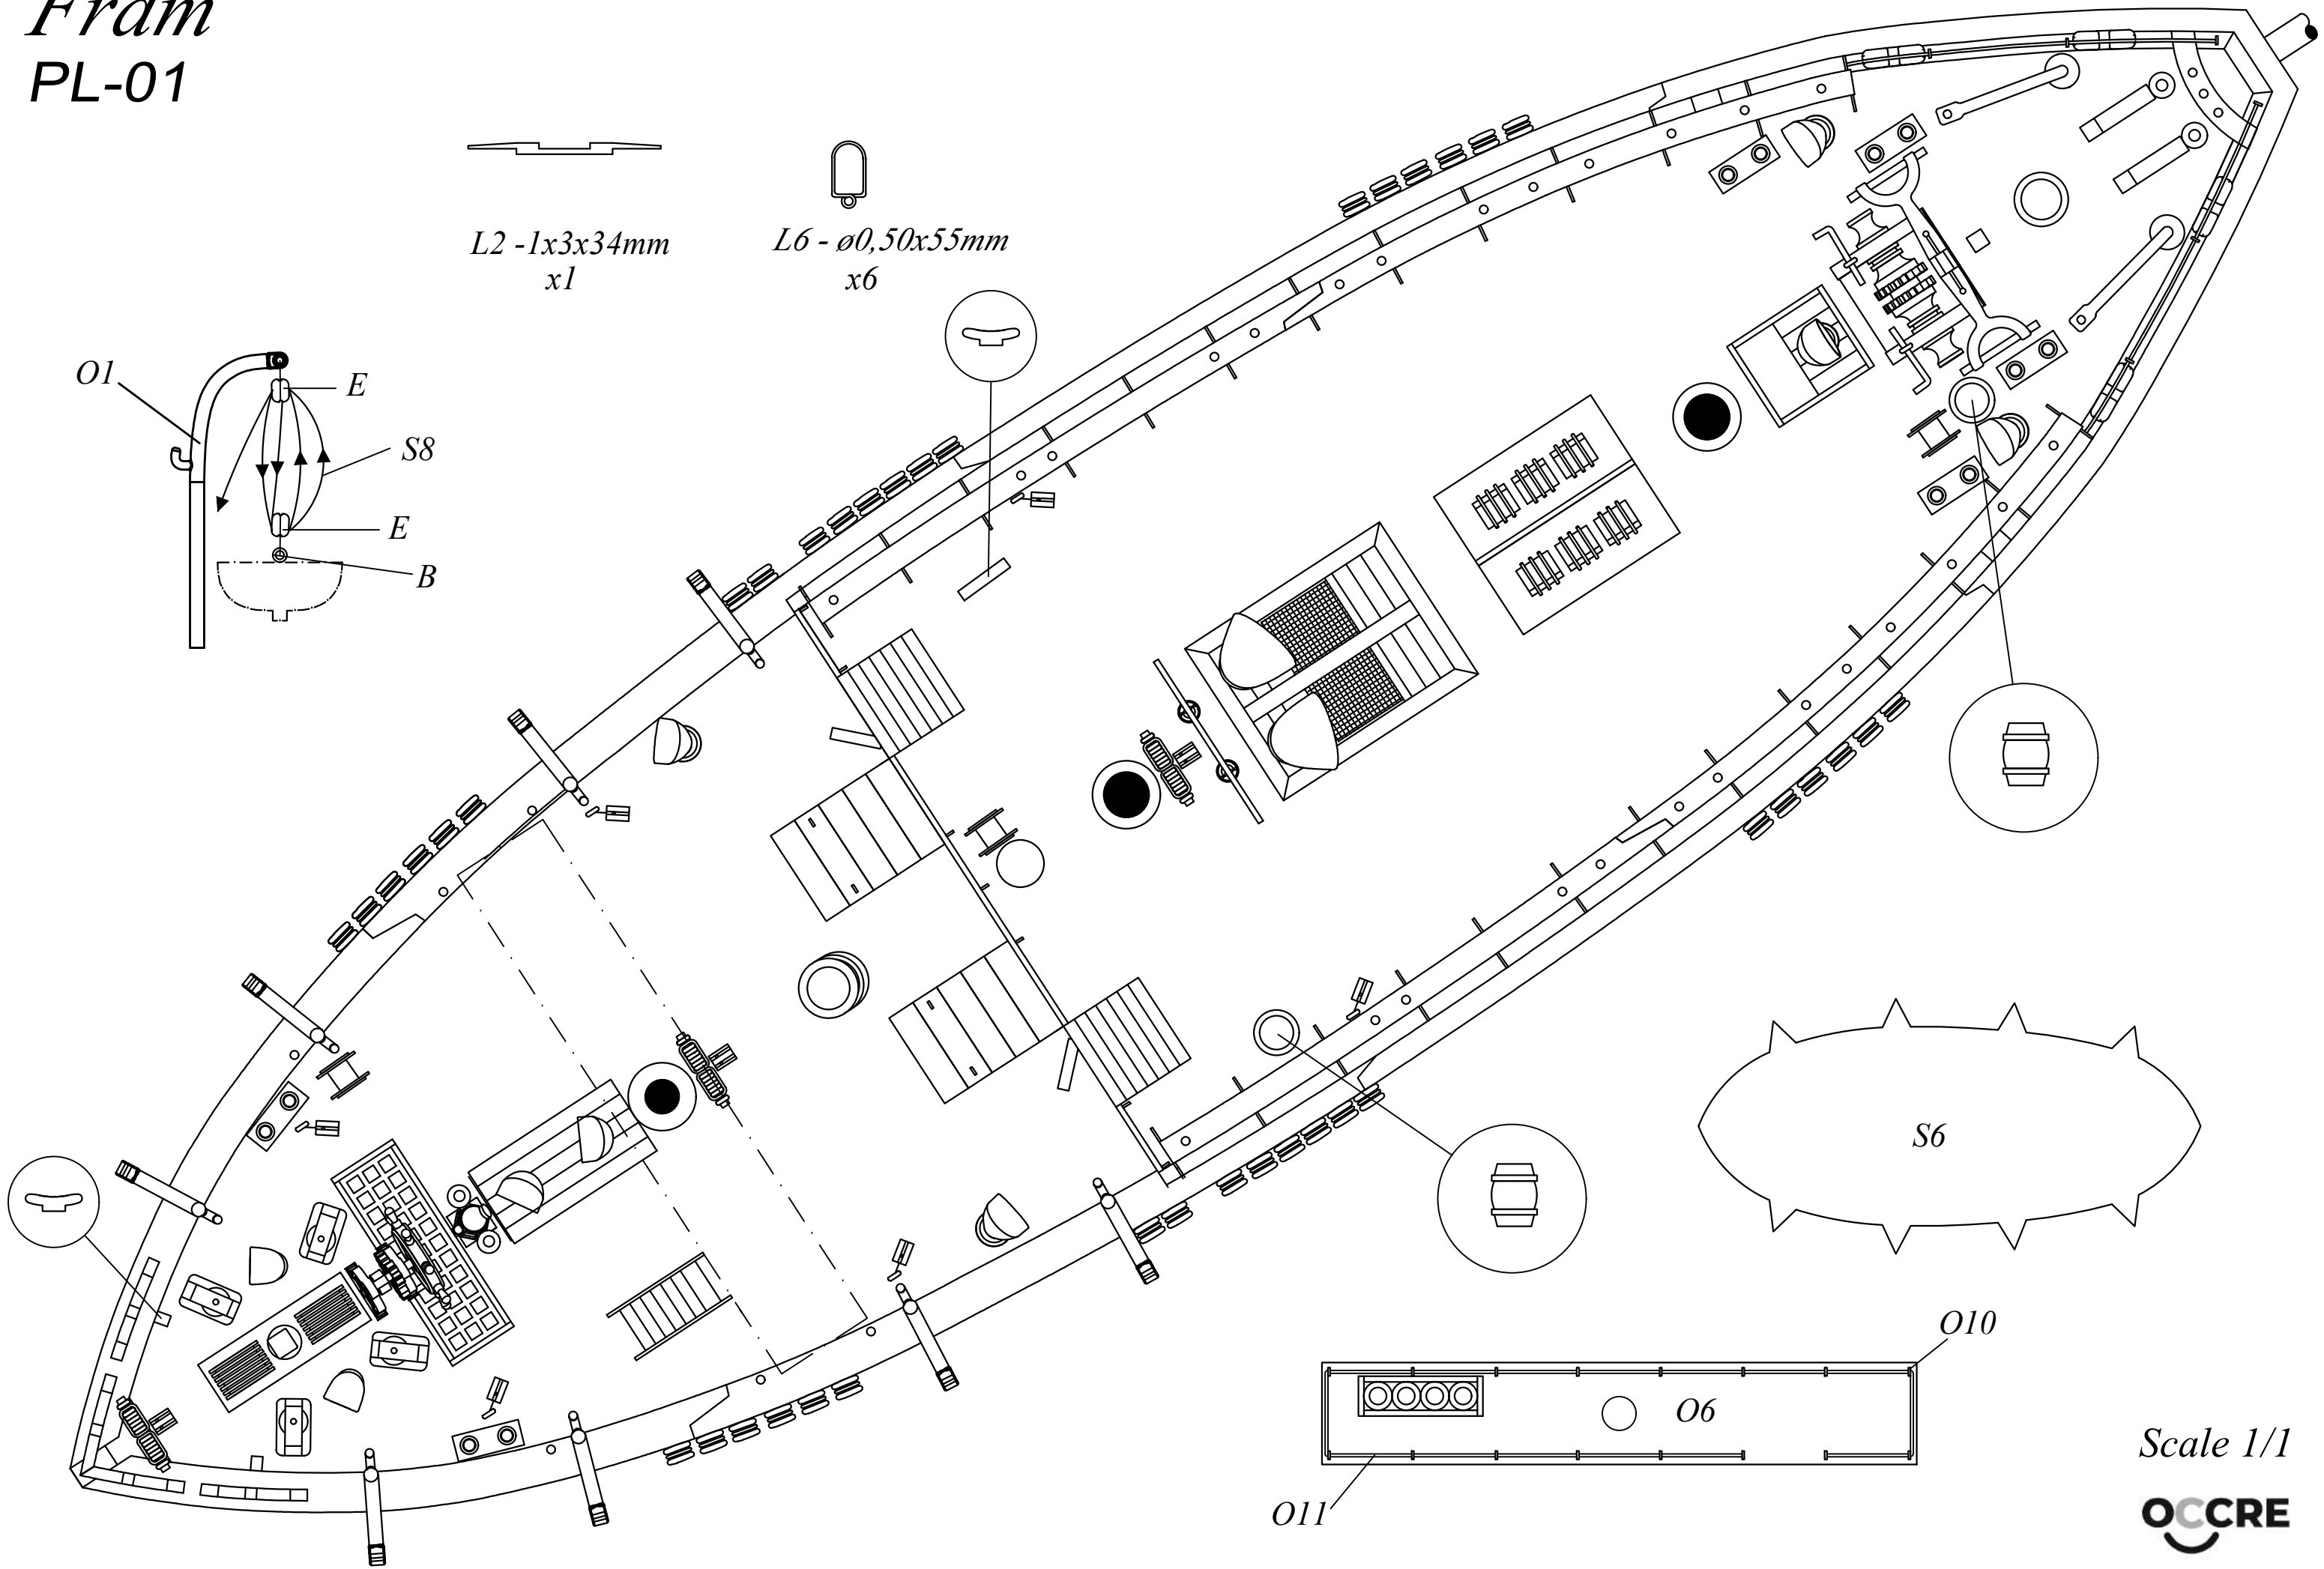 Fram
PL-01
L2 -1x3x34mm
x1
L6 - ø0,50x55mm
x6
O1
E
S8
E
B
S6
O10
O6
O11
Scale 1/1
OCCRE